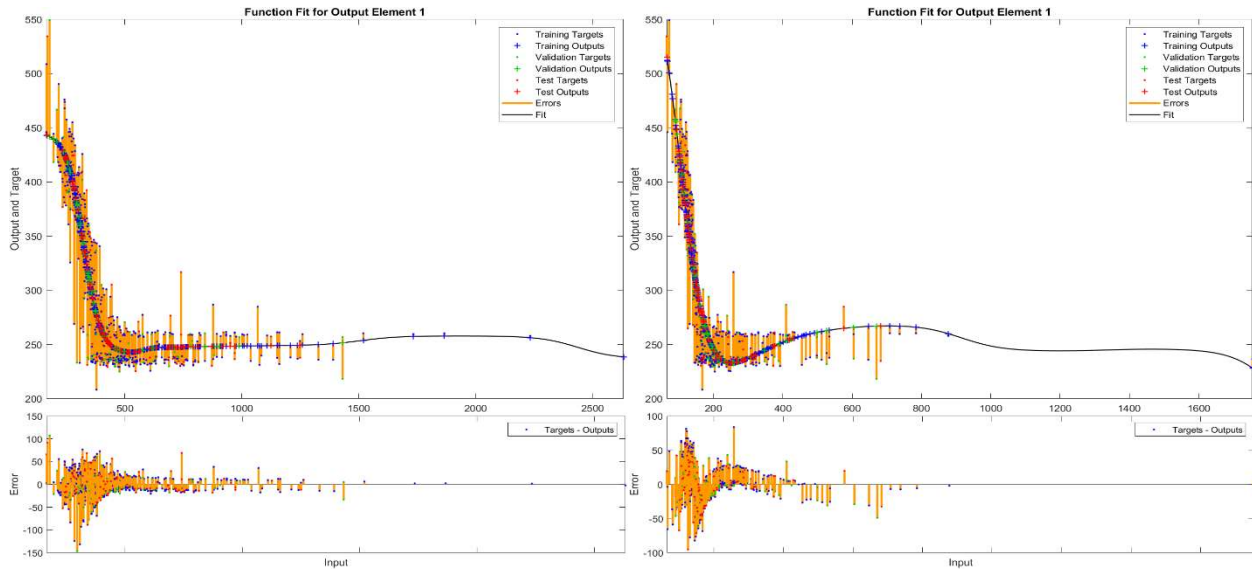 Function Fit for Output Element 1
550
500
450
400
350
300
250
200
Output and Target
Training Targets
Training Outputs
Validation Targets
Validation Outputs
Test Targets
Test Outputs
Errors
Fit
500 1000 1500 2000 2500
150
100
50
0
-50
-100
-150
Error
Targets - Outputs
Input
Function Fit for Output Element 1
550
500
450
400
350
300
250
200
Output and Target
Training Targets
Training Outputs
Validation Targets
Validation Outputs
Test Targets
Test Outputs
Errors
Fit
200 400 600 800 1000 1200 1400 1600
100
50
0
-50
-100
Error
Targets - Outputs
Input